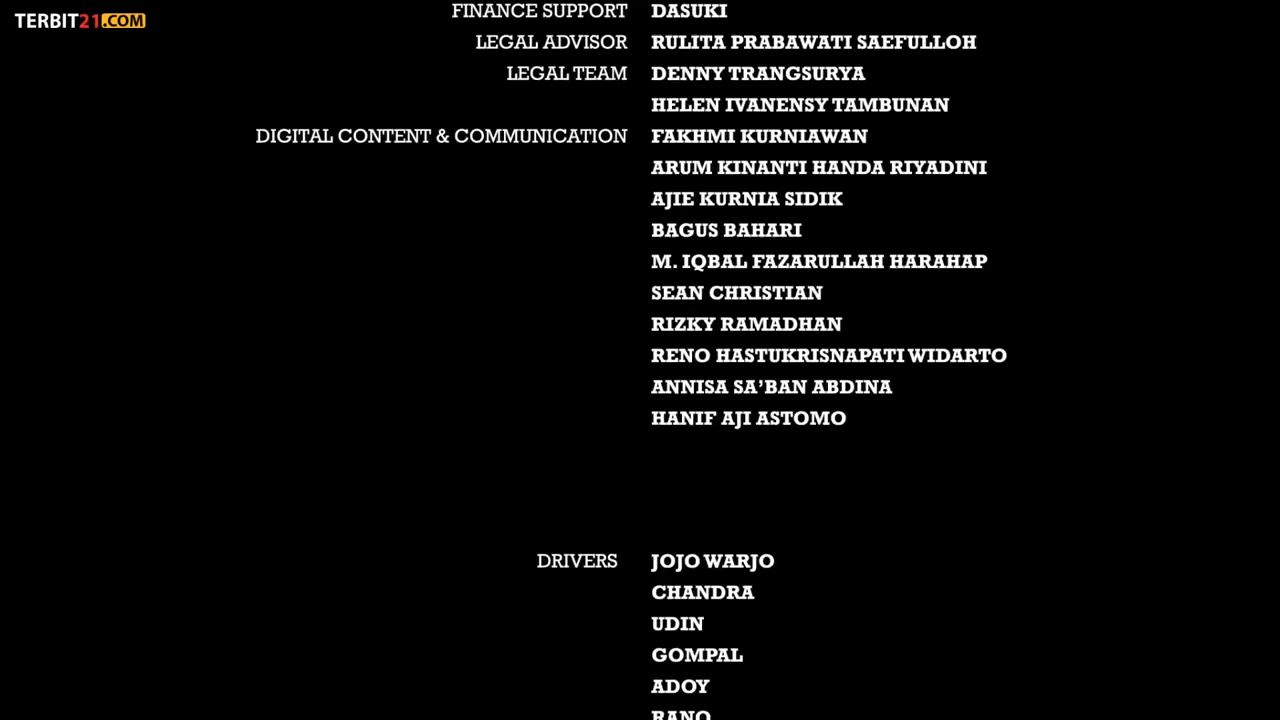 TERBIT21.COM
FINANCE SUPPORT DASUKI
LEGAL ADVISOR RULITA PRABAWATI SAEFULLOH
LEGAL TEAM DENNY TRANGSURYA
HELEN IVANENSY TAMBUNAN
DIGITAL CONTENT & COMMUNICATION FAKHMI KURNIAWAN
ARUM KINANTI HANDA RIYADINI
AJIE KURNIA SIDIK
BAGUS BAHARI
M. IQBAL FAZARULLAH HARAHAP
SEAN CHRISTIAN
RIZKY RAMADHAN
RENO HASTUKRISNAPATI WIDARTO
ANNISA SA’BAN ABDINA
HANIF AJI ASTOMO
DRIVERS JOJO WARJO
CHANDRA
UDIN
GOMPAL
ADOY
RANO